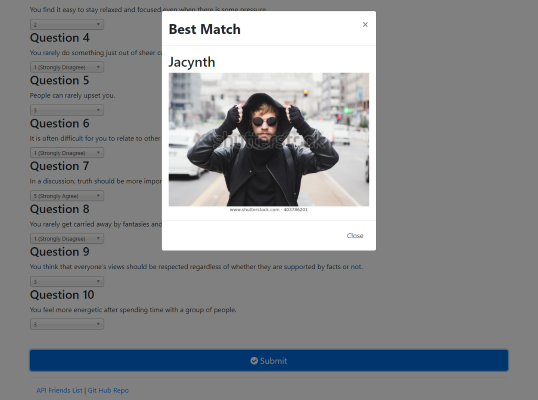 You find it easy to stay relaxed and focused even when there is some pressure.
2
Question 4
You rarely do something just out of sheer c
1 (Strongly Disagree)
Question 5
People can rarely upset you.
3
Question 6
It is often difficult for you to relate to other
1 (Strongly Disagree)
Question 7
In a discussion, truth should be more impor
5 (Strongly Agree)
Question 8
You rarely get carried away by fantasies and
1 (Strongly Disagree)
Question 9
You think that everyone's views should be respected regardless of whether they are supported by facts or not.
3
Question 10
You feel more energetic after spending time with a group of people.
3
Submit
API Friends List | Git Hub Repo
Best Match
×
Jacynth
shutterstock
www.shutterstock.com
Close